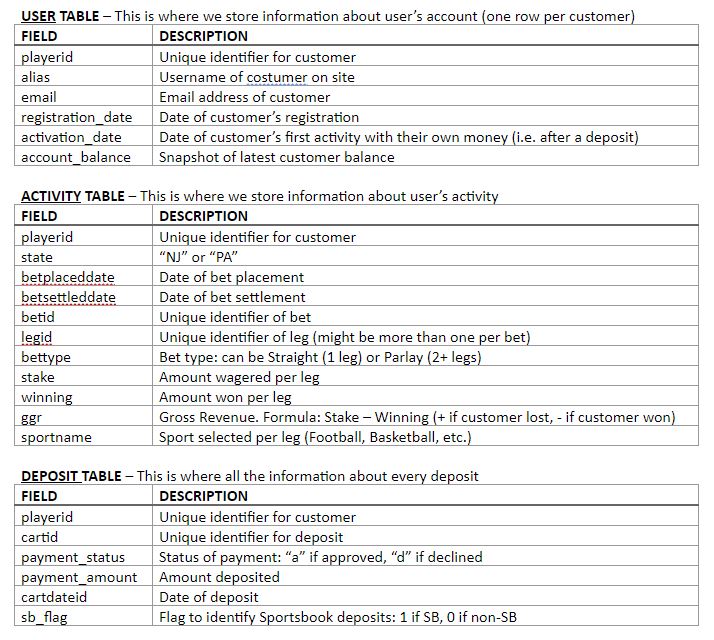 USER TABLE – This is where we store information about user's account (one row per customer)
FIELD DESCRIPTION
playerid Unique identifier for customer
alias Username of costumer on site
email Email address of customer
registration_date Date of customer's registration
activation_date Date of customer's first activity with their own money (i.e. after a deposit)
account_balance Snapshot of latest customer balance
ACTIVITY TABLE – This is where we store information about user's activity
FIELD DESCRIPTION
playerid Unique identifier for customer
state "NJ" or "PA"
betplaceddate Date of bet placement
betsettleddate Date of bet settlement
betid Unique identifier of bet
legid Unique identifier of leg (might be more than one per bet)
bettype Bet type: can be Straight (1 leg) or Parlay (2+ legs)
stake Amount wagered per leg
winning Amount won per leg
ggr Gross Revenue. Formula: Stake – Winning (+ if customer lost, - if customer won)
sportname Sport selected per leg (Football, Basketball, etc.)
DEPOSIT TABLE – This is where all the information about every deposit
FIELD DESCRIPTION
playerid Unique identifier for customer
cartid Unique identifier for deposit
payment_status Status of payment: "a" if approved, "d" if declined
payment_amount Amount deposited
cartdateid Date of deposit
sb_flag Flag to identify Sportsbook deposits: 1 if SB, 0 if non-SB